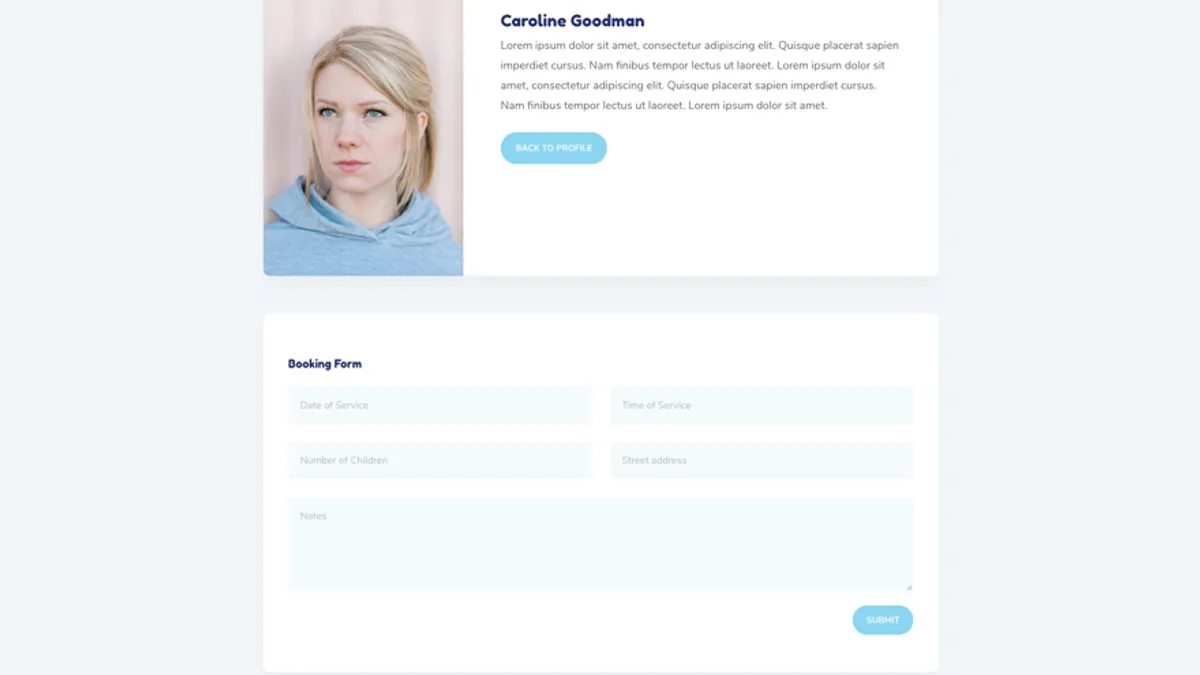 Caroline Goodman
Lorem ipsum dolor sit amet, consectetur adipiscing elit. Quisque placerat sapien
imperdiet cursus. Nam finibus tempor lectus ut laoreet. Lorem ipsum dolor sit
amet, consectetur adipiscing elit. Quisque placerat sapien imperdiet cursus.
Nam finibus tempor lectus ut laoreet. Lorem ipsum dolor sit amet.
BACK TO PROFILE
Booking Form
Date of Service
Time of Service
Number of Children
Street address
Notes
SUBMIT